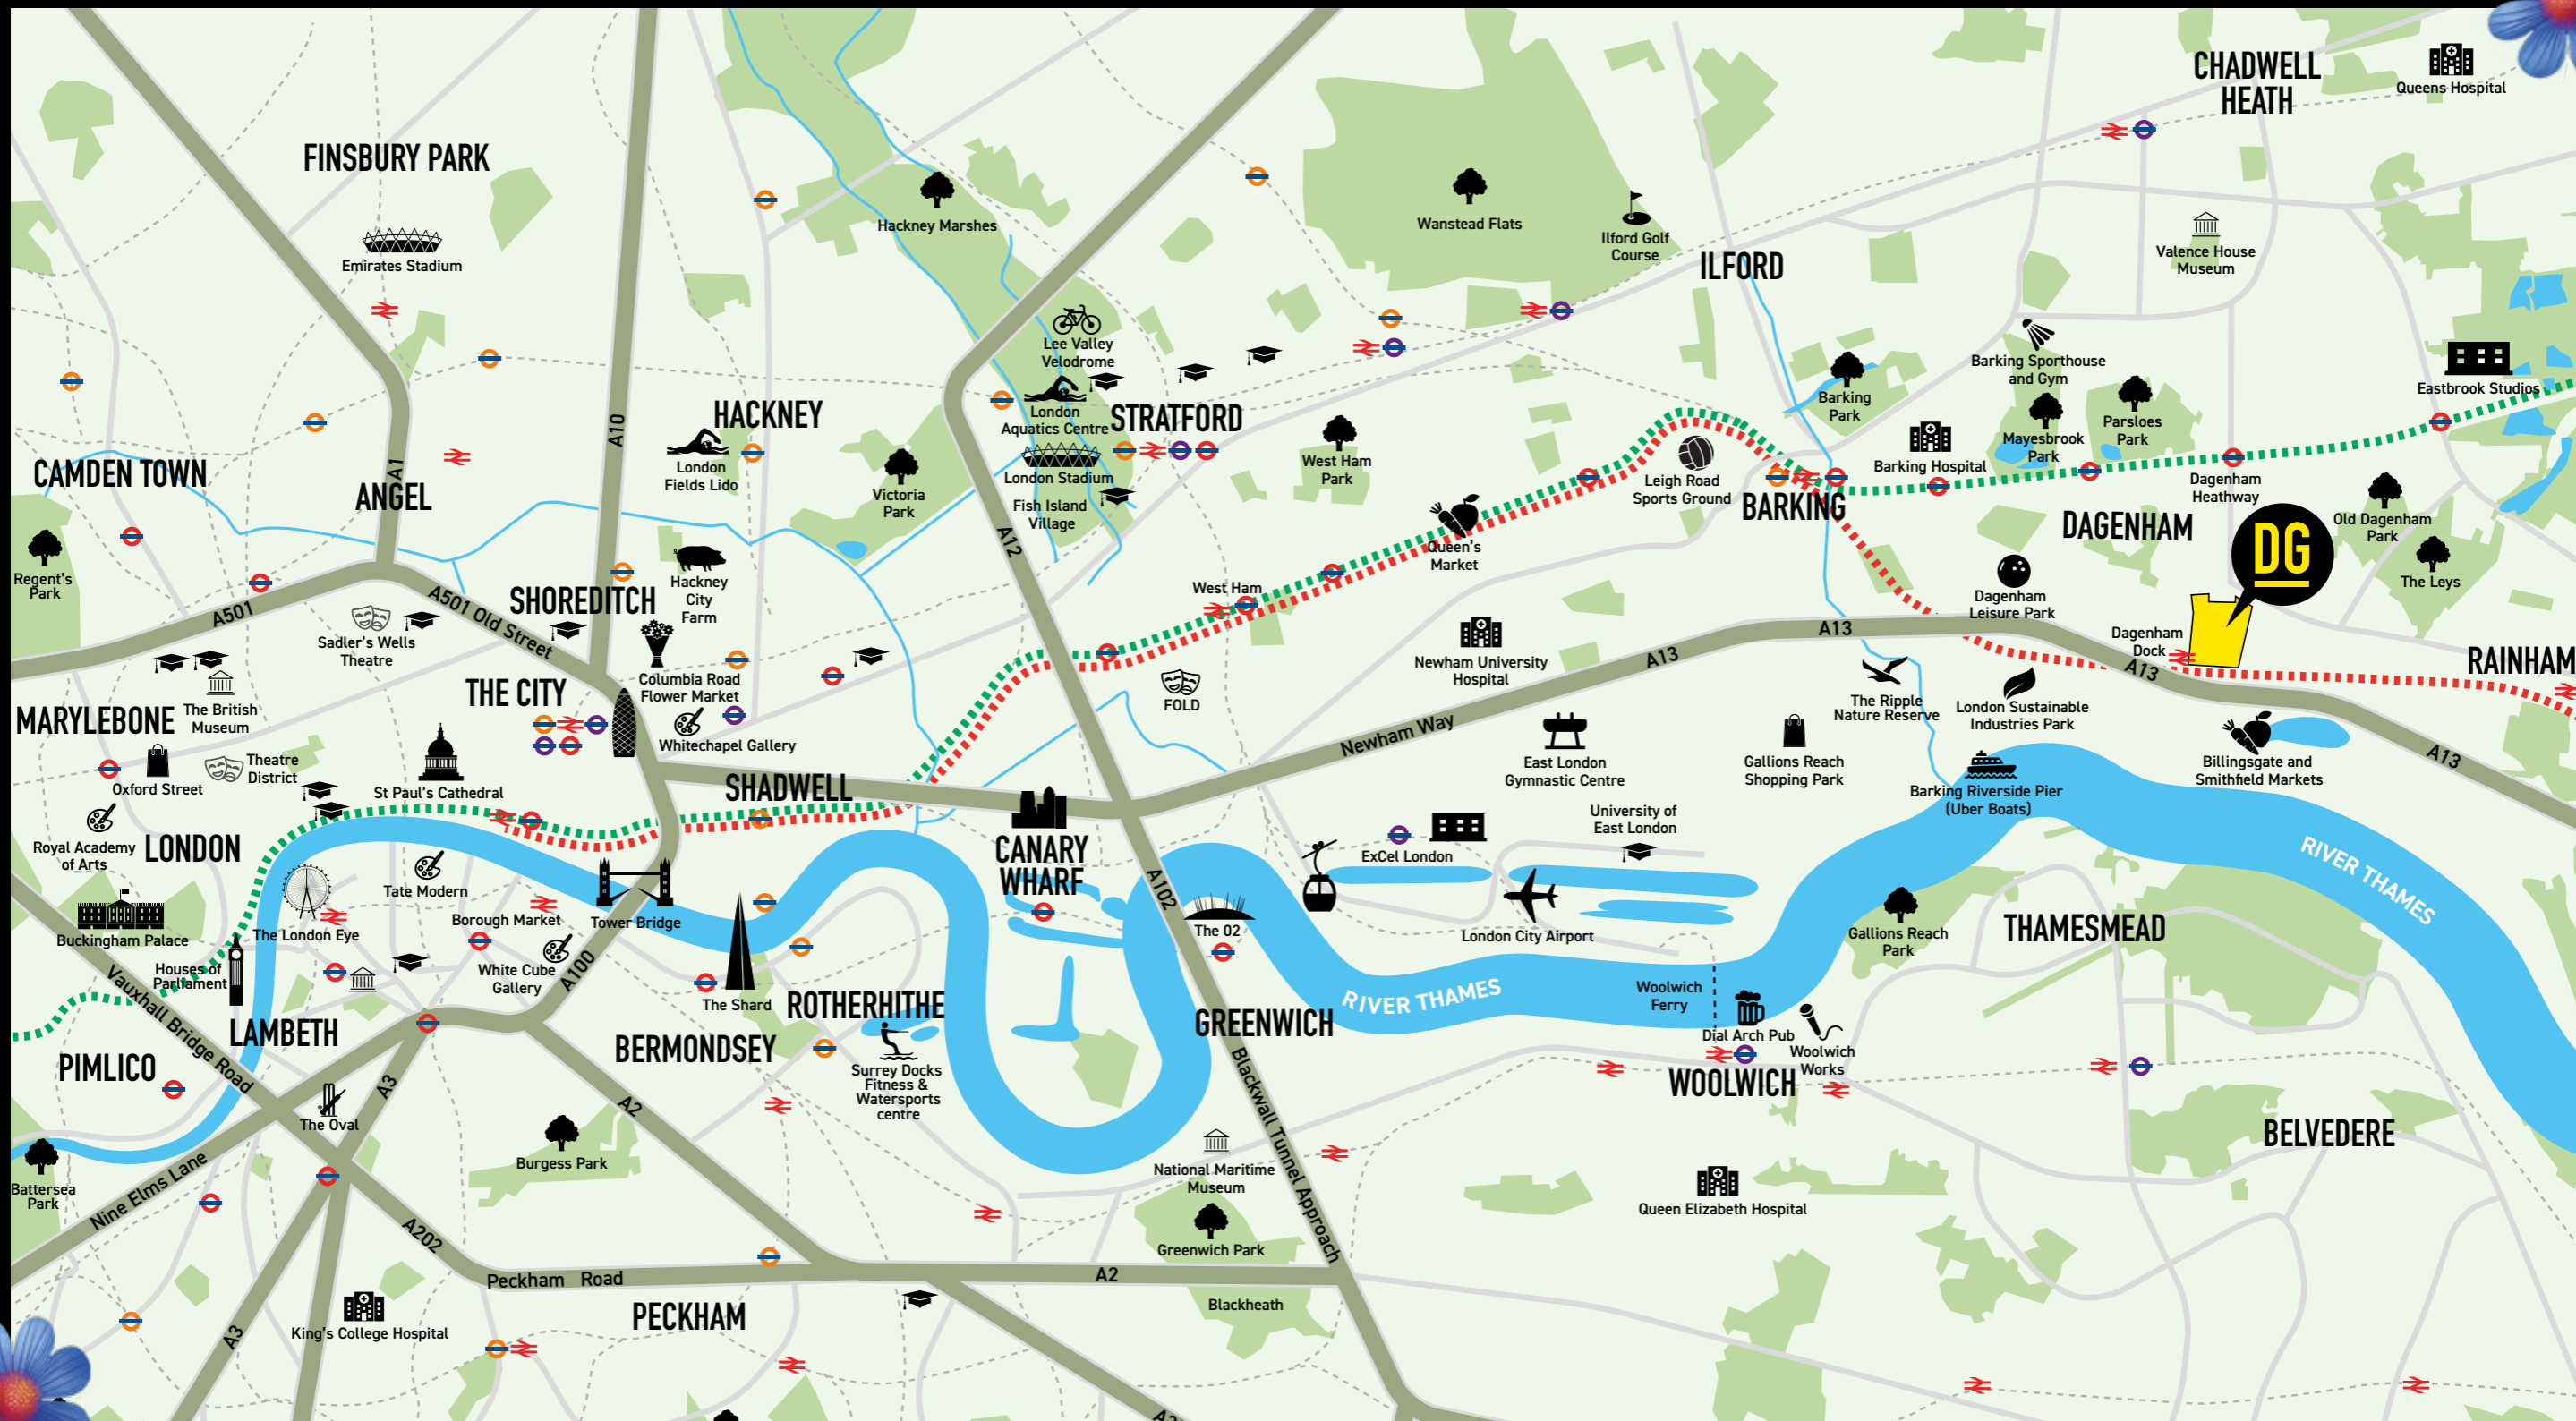 CHADWELL
HEATH
Queens Hospital
FINSBURY PARK
Emirates Stadium
Hackney Marshes
Wanstead Flats
Ilford Golf
Course
ILFORD
Valence House
Museum
Lee Valley
Velodrome
London
Aquatics Centre
STRATFORD
London Stadium
Fish Island
Village
HACKNEY
London
Fields Lido
A10
Victoria
Park
West Ham
Park
Barking
Park
Barking Sporthouse
and Gym
Mayesbrook
Park
Parsloes
Park
Eastbrook Studios
Barking Hospital
Dagenham
Heathway
Leigh Road
Sports Ground
BARKING
DAGENHAM
DG
Old Dagenham
Park
The Leys
CAMDEN TOWN
A1
ANGEL
Regent's
Park
A501
A501 Old Street
SHOREDITCH
Hackney
City
Farm
A12
Queen's
Market
West Ham
Dagenham
Leisure Park
A13
Dagenham
Dock
A13
RAINHAM
Sadler's Wells
Theatre
Columbia Road
Flower Market
THE CITY
Whitechapel Gallery
FOLD
Newham University
Hospital
A13
The Ripple
Nature Reserve
London Sustainable
Industries Park
MARYLEBONE
The British
Museum
Oxford Street
Theatre
District
St Paul's Cathedral
SHADWELL
Newham Way
East London
Gymnastic Centre
Gallions Reach
Shopping Park
Barking Riverside Pier
(Uber Boats)
Billingsgate and
Smithfield Markets
A13
Royal Academy
of Arts
LONDON
Tate Modern
Borough Market
Tower Bridge
CANARY
WHARF
A102
The 02
ExCel London
University of
East London
London City Airport
Gallions Reach
Park
THAMESMEAD
RIVER THAMES
Buckingham Palace
The London Eye
Houses of
Parliament
White Cube
Gallery
A100
The Shard
ROTHERHITHE
GREENWICH
RIVER THAMES
Woolwich
Ferry
Dial Arch Pub
Woolwich
Works
WOOLWICH
Vauxhall Bridge Road
LAMBETH
PIMLICO
BERMONDSEY
Surrey Docks
Fitness &
Watersports
centre
Blackwall Tunnel Approach
A3
The Oval
A2
Burgess Park
BELVEDERE
National Maritime
Museum
Greenwich Park
Queen Elizabeth Hospital
Battersea
Park
Nine Elms Lane
A202
Peckham Road
A2
Blackheath
PECKHAM
King's College Hospital
A3